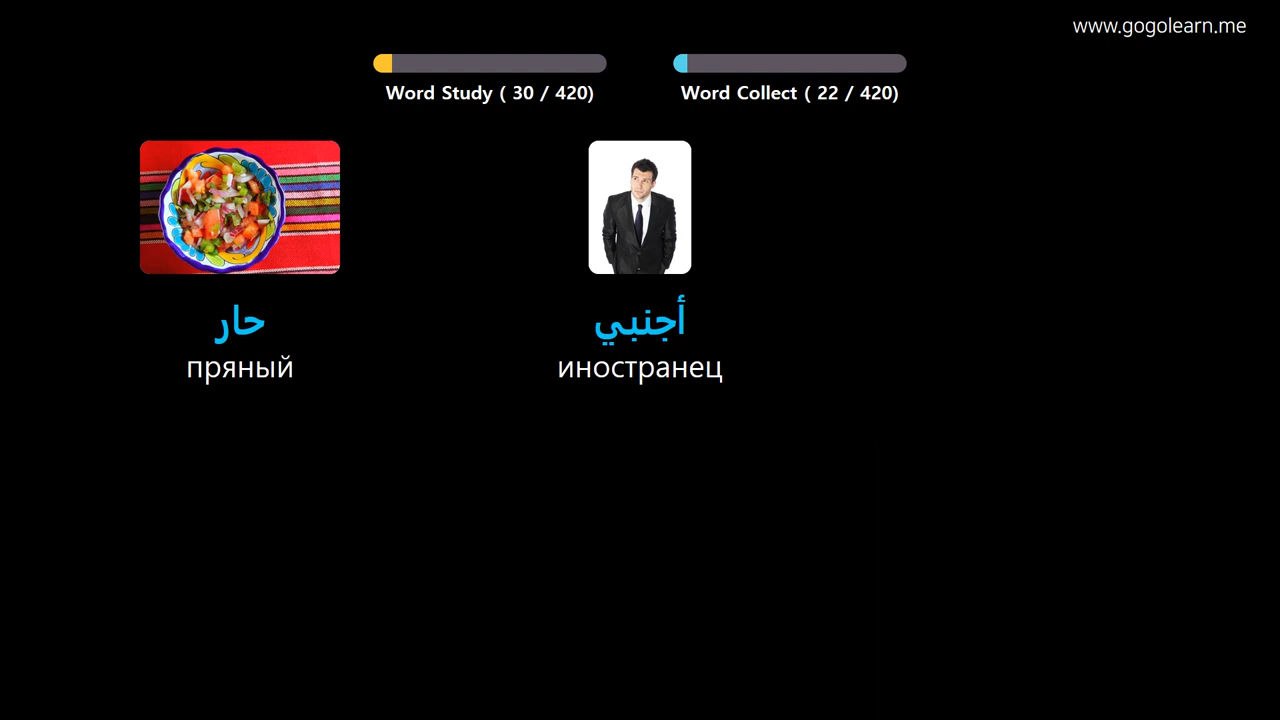 www.gogolearn.me
Word Study ( 30 / 420)
Word Collect ( 22 / 420)
حار
пряный
أجنبي
иностранец